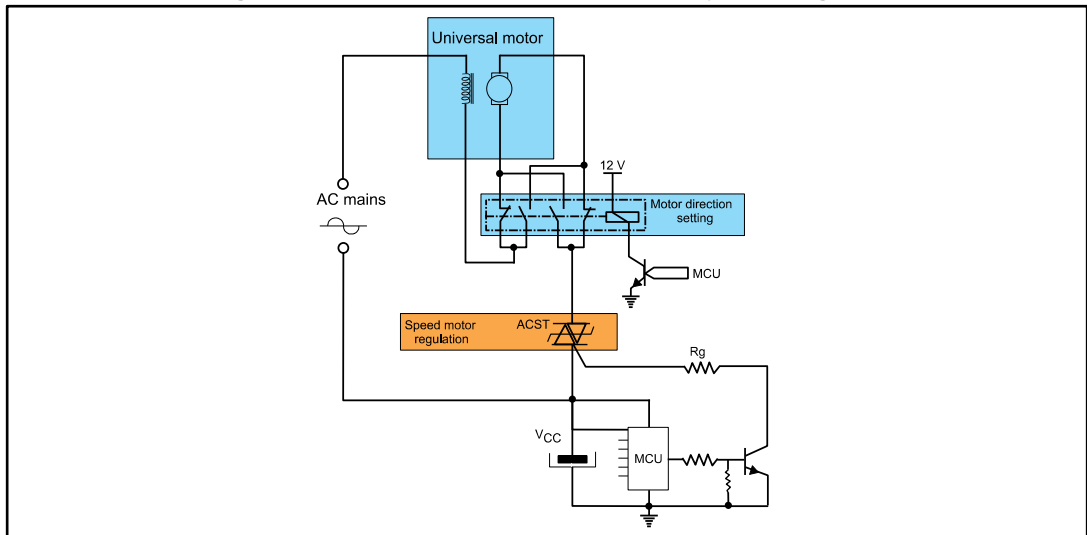 Universal motor
12 V
AC mains
Motor direction
setting
MCU
Speed motor
regulation
ACST
Rg
VCC
MCU